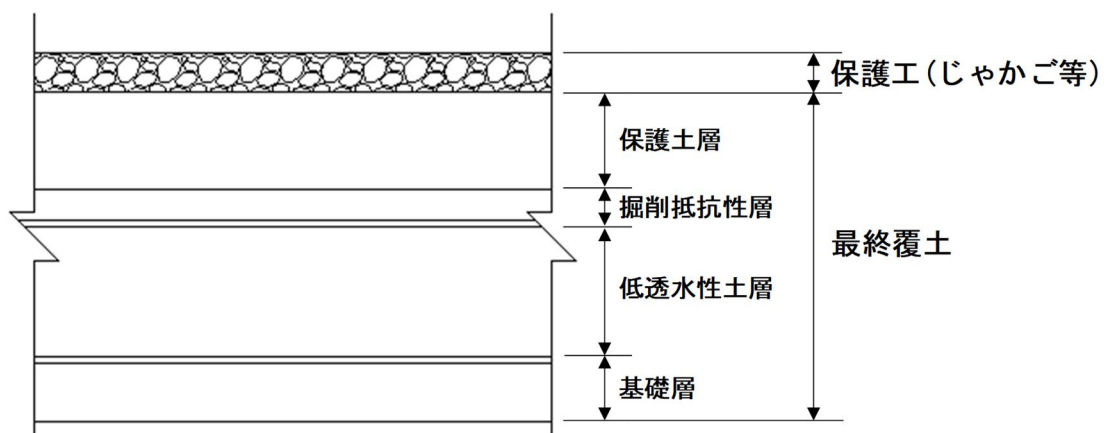 保護工(じゃかご等)
保護土層
掘削抵抗性層
最終覆土
低透水性土層
基礎層